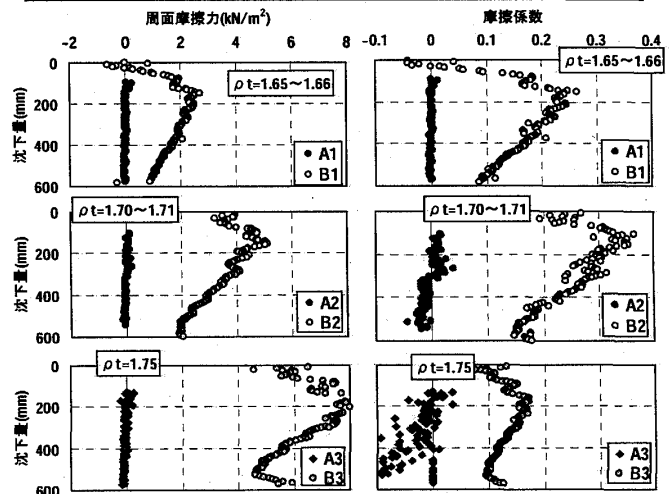 周面摩擦力(kN/m²)
-2 0 2 4 6 8
沈下量(mm)
0
200
400
600
ρt=1.65～1.66
A1
B1
摩擦係数
-0.1 0 0.1 0.2 0.3 0.4
ρt=1.65～1.66
A1
B1
沈下量(mm)
0
200
400
600
ρt=1.70～1.71
A2
B2
ρt=1.70～1.71
A2
B2
沈下量(mm)
0
200
400
600
ρt=1.75
A3
B3
ρt=1.75
A3
B3